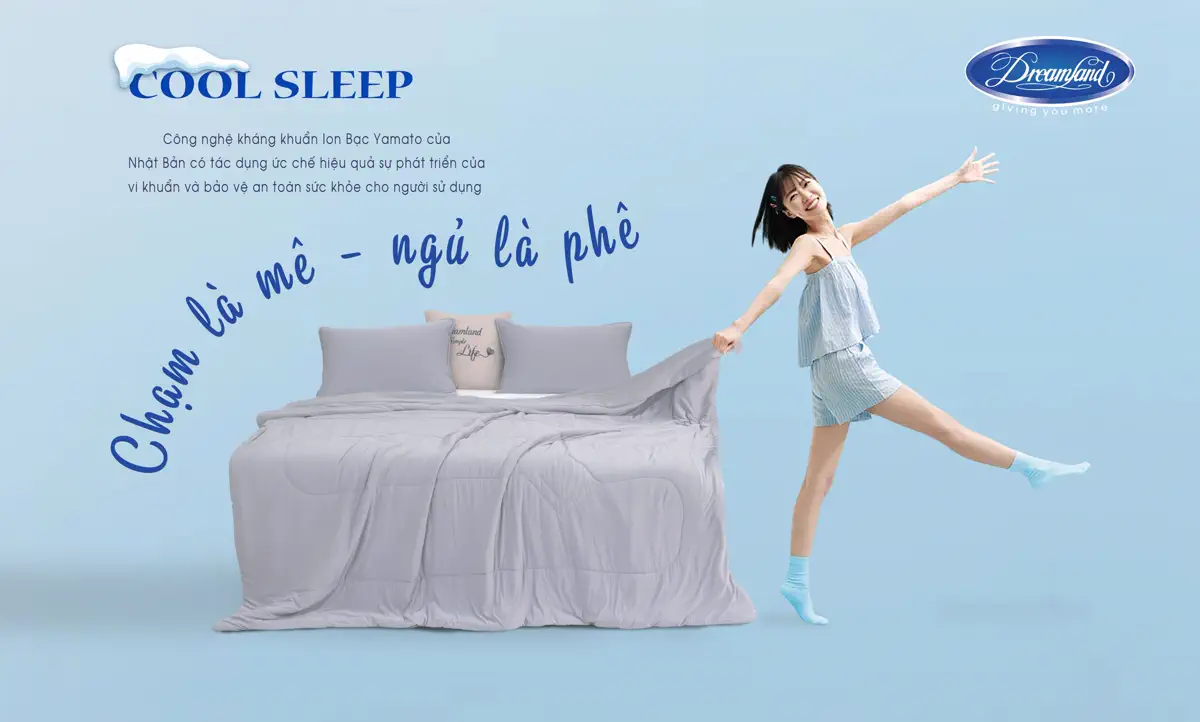 COOL SLEEP
Dreamland
giving you more
Công nghệ kháng khuẩn Ion Bạc Yamato của
Nhật Bản có tác dụng ức chế hiệu quả sự phát triển của
vi khuẩn và bảo vệ an toàn sức khỏe cho người sử dụng
Chạm là mê - ngủ là phê
Life